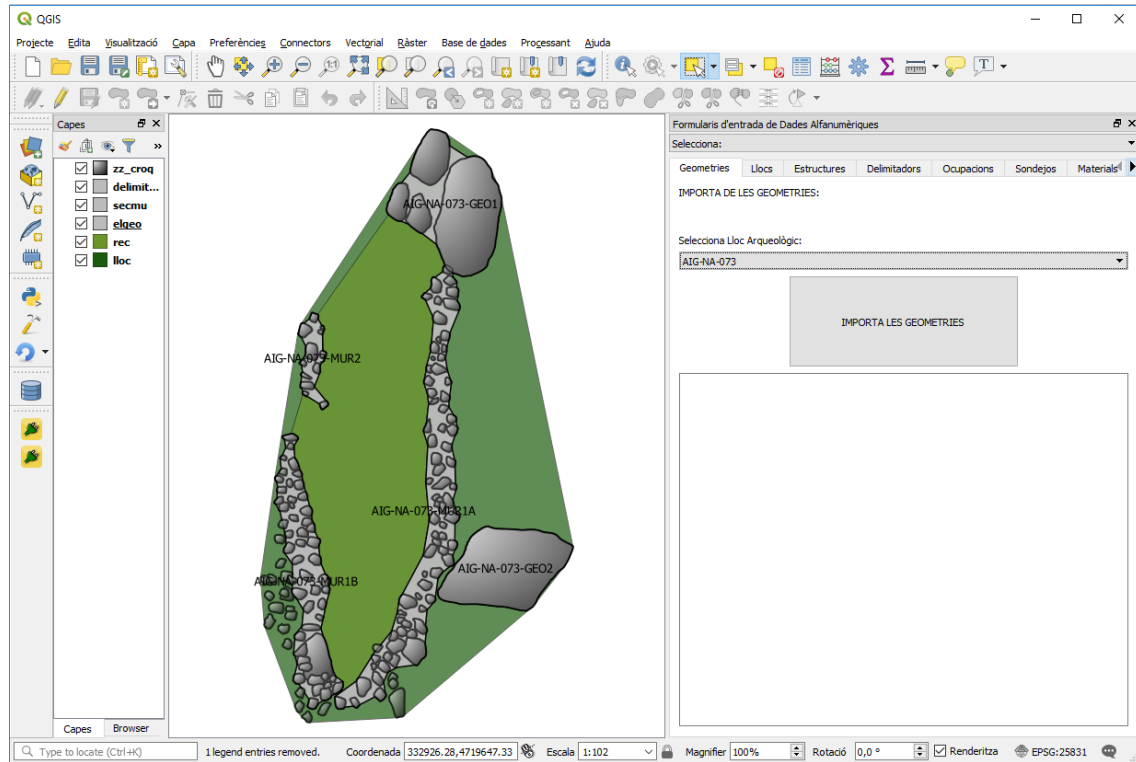 QGIS
Projecte Edita Visualització Capa Preferències Connectors Vectorial Ràster Base de dades Processant Ajuda
Capes
zz_croq
delimit...
secmu
elgeo
rec
lloc
Capes Browser
AIG-NA-073-GEO1
AIG-NA-073-MUR2
AIG-NA-073-MUR1A
AIG-NA-073-GEO2
AIG-NA-073-MUR1B
Formularis d'entrada de Dades Alfanumèriques
Selecciona:
Geometries Llocs Estructures Delimitadors Ocupacions Sondejos Materials
IMPORTA DE LES GEOMETRIES:
Selecciona Lloc Arqueològic:
AIG-NA-073
IMPORTA LES GEOMETRIES
Type to locate (Ctrl+K) 1 legend entries removed. Coordenada 332926.28,4719647.33 Escala 1:102 Magnifier 100% Rotació 0,0 ° Renderitza EPSG:25831